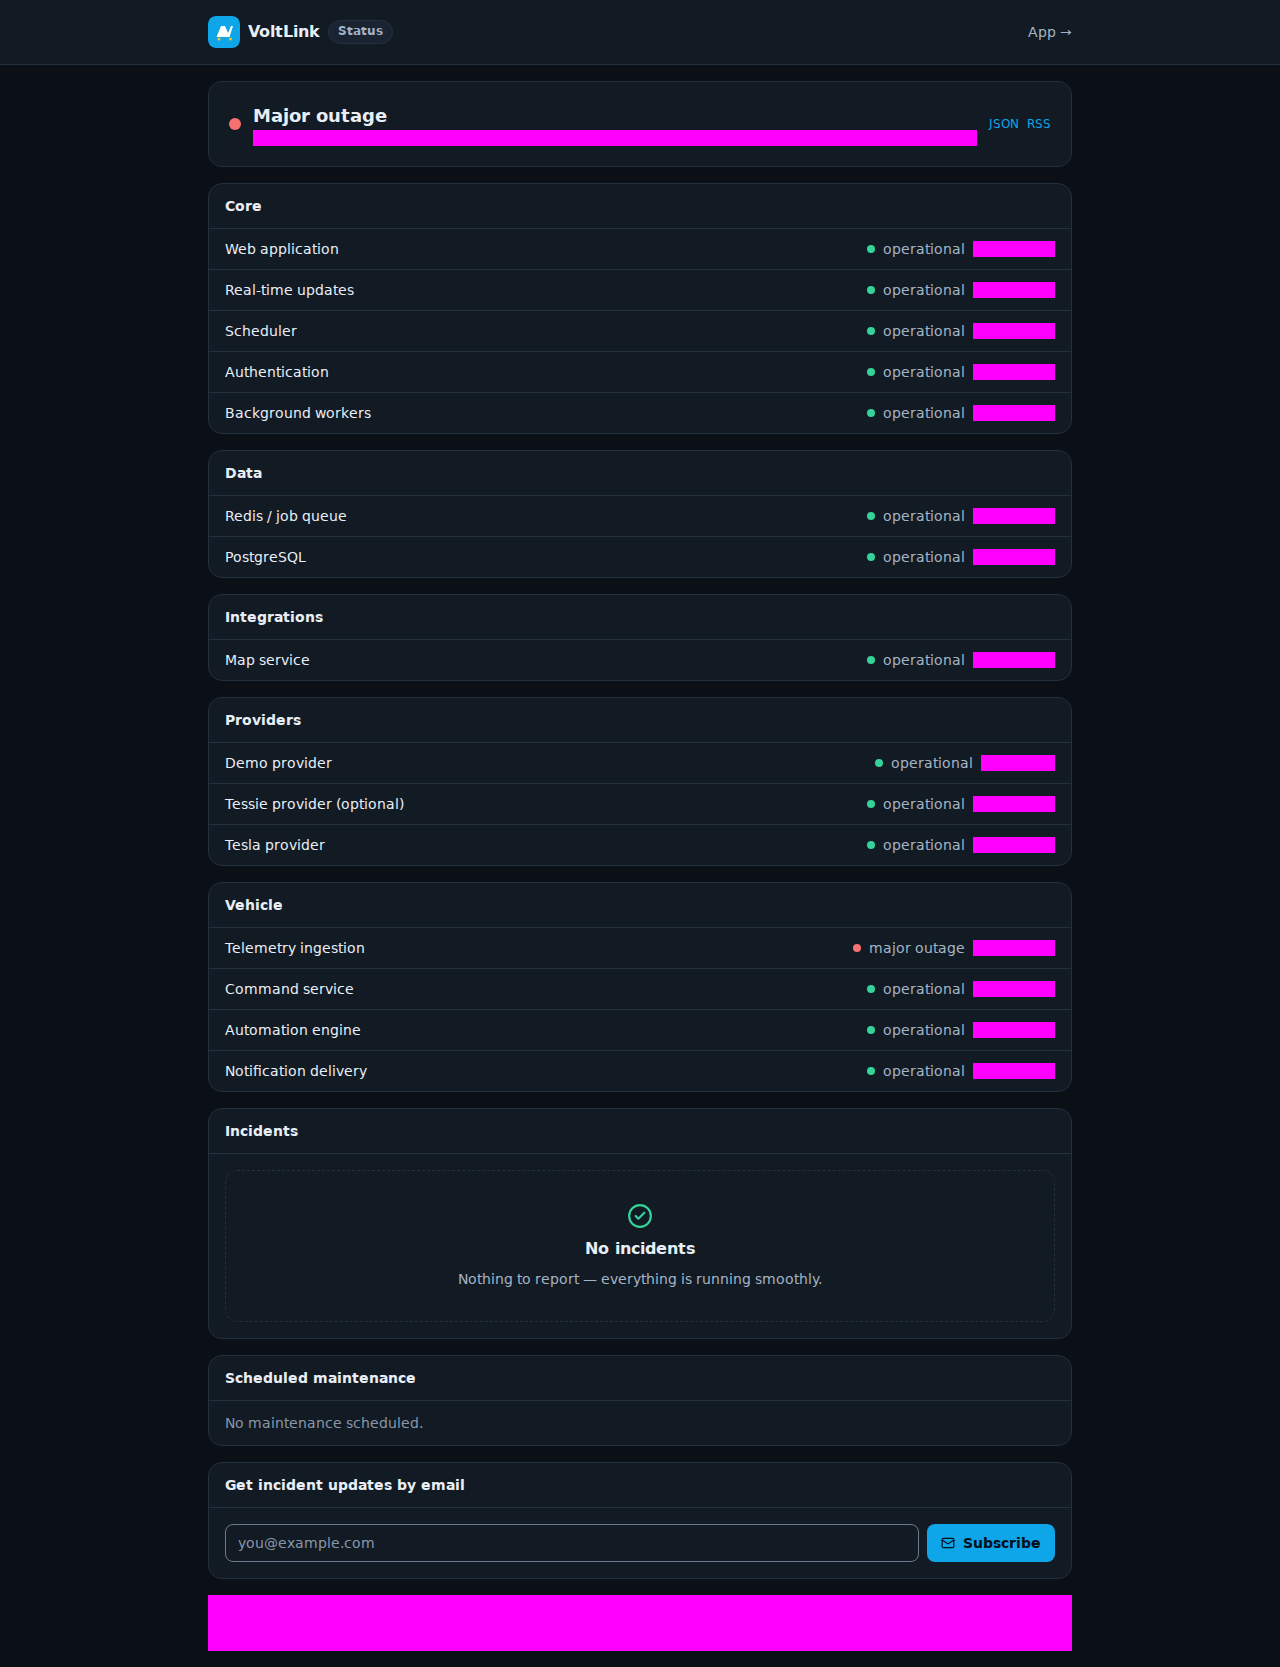 VoltLink Status App →
Major outage
JSON RSS
Core
Web application operational
Real-time updates operational
Scheduler operational
Authentication operational
Background workers operational
Data
Redis / job queue operational
PostgreSQL operational
Integrations
Map service operational
Providers
Demo provider operational
Tessie provider (optional) operational
Tesla provider operational
Vehicle
Telemetry ingestion major outage
Command service operational
Automation engine operational
Notification delivery operational
Incidents
No incidents
Nothing to report — everything is running smoothly.
Scheduled maintenance
No maintenance scheduled.
Get incident updates by email
you@example.com Subscribe